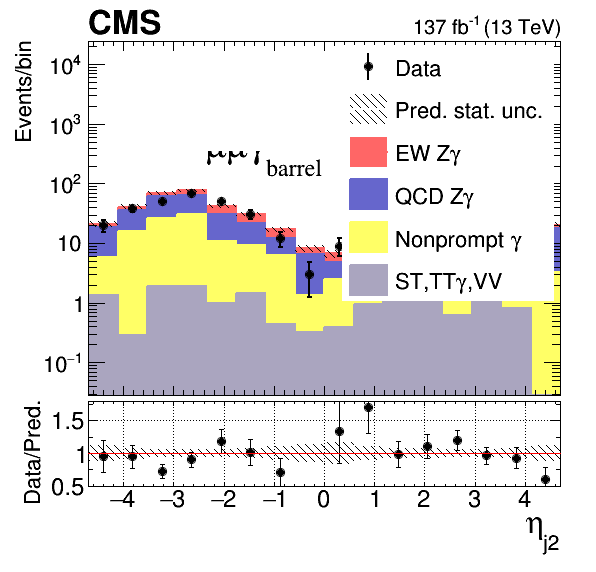 CMS 137 fb⁻¹ (13 TeV)
Events/bin
10⁴
10³
10²
10
1
10⁻¹
Data
Pred. stat. unc.
EW Zγ
QCD Zγ
Nonprompt γ
ST,TTγ,VV
barrel
Data/Pred.
1.5
1
0.5
−4 −3 −2 −1 0 1 2 3 4
η_j2